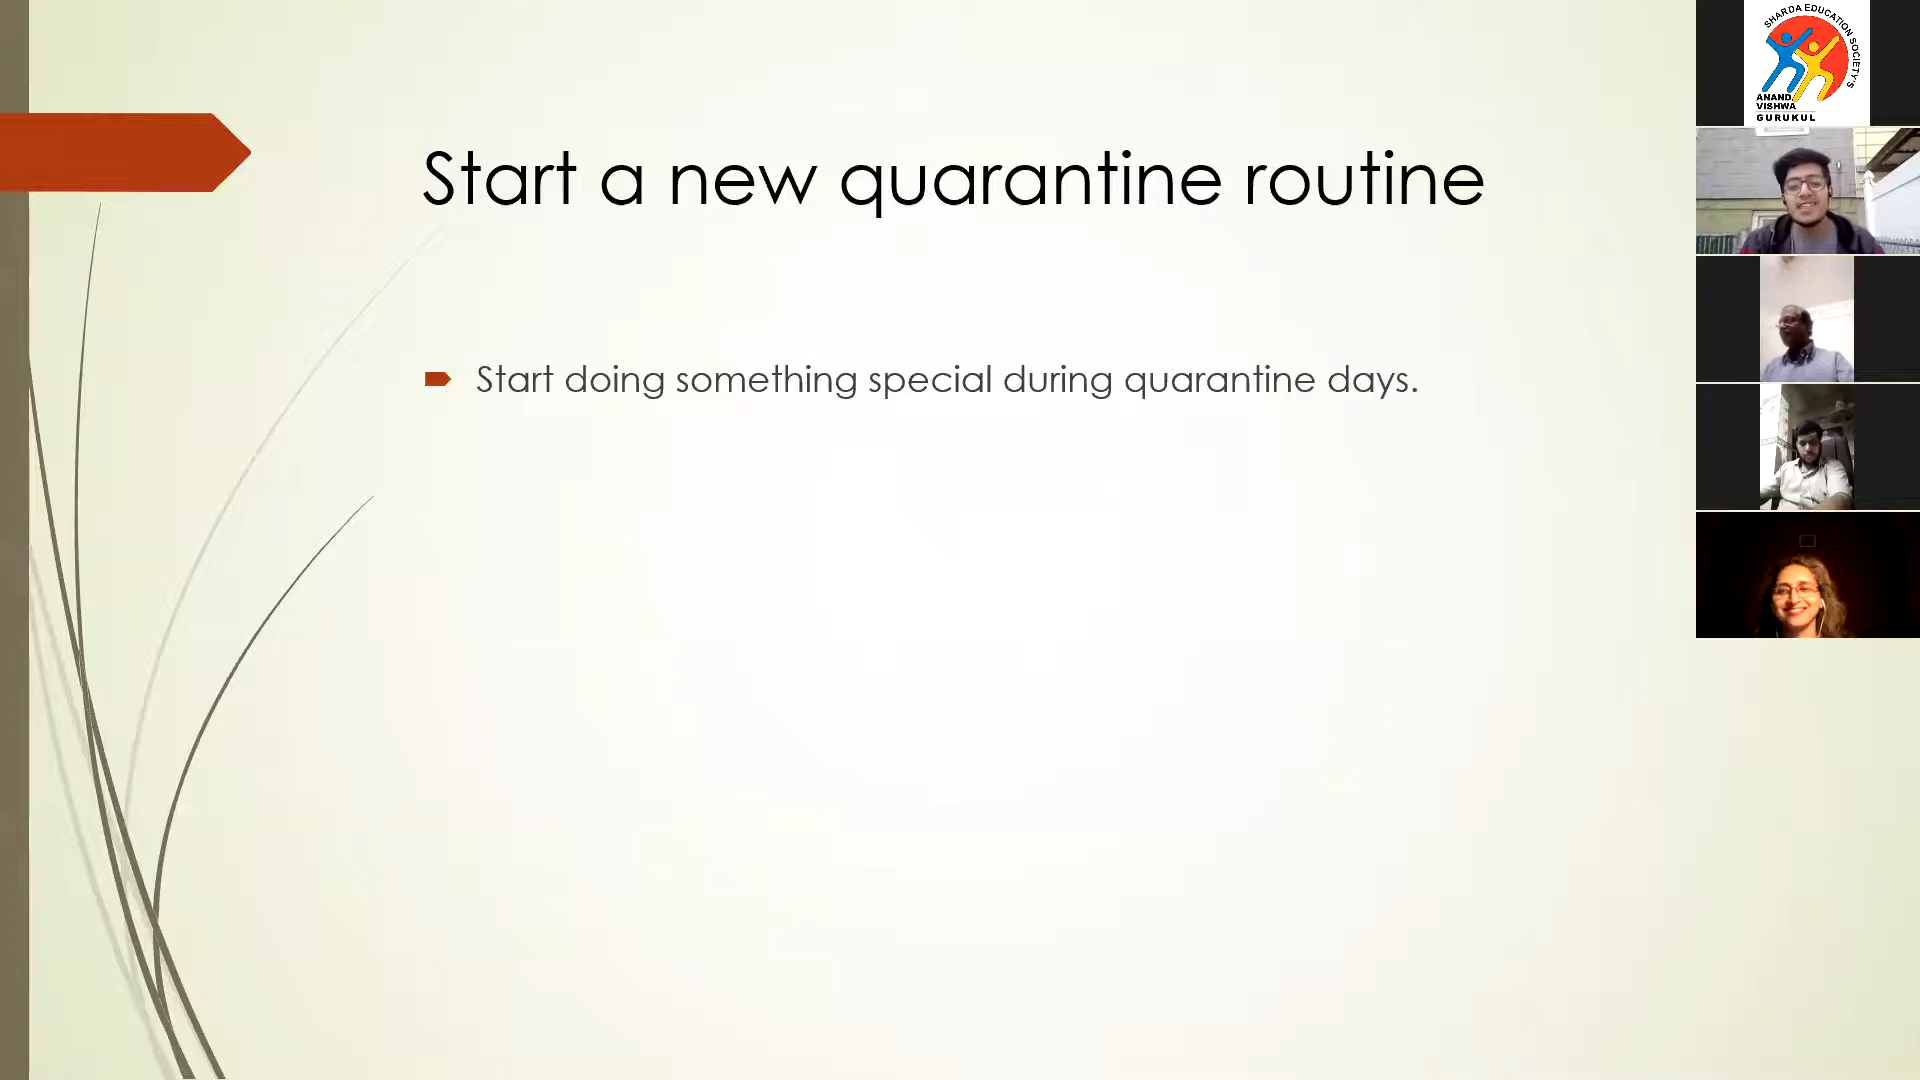 Start a new quarantine routine
Start doing something special during quarantine days.
SHARDA EDUCATION SOCIETY'S
ANAND
VISHWA
GURUKUL